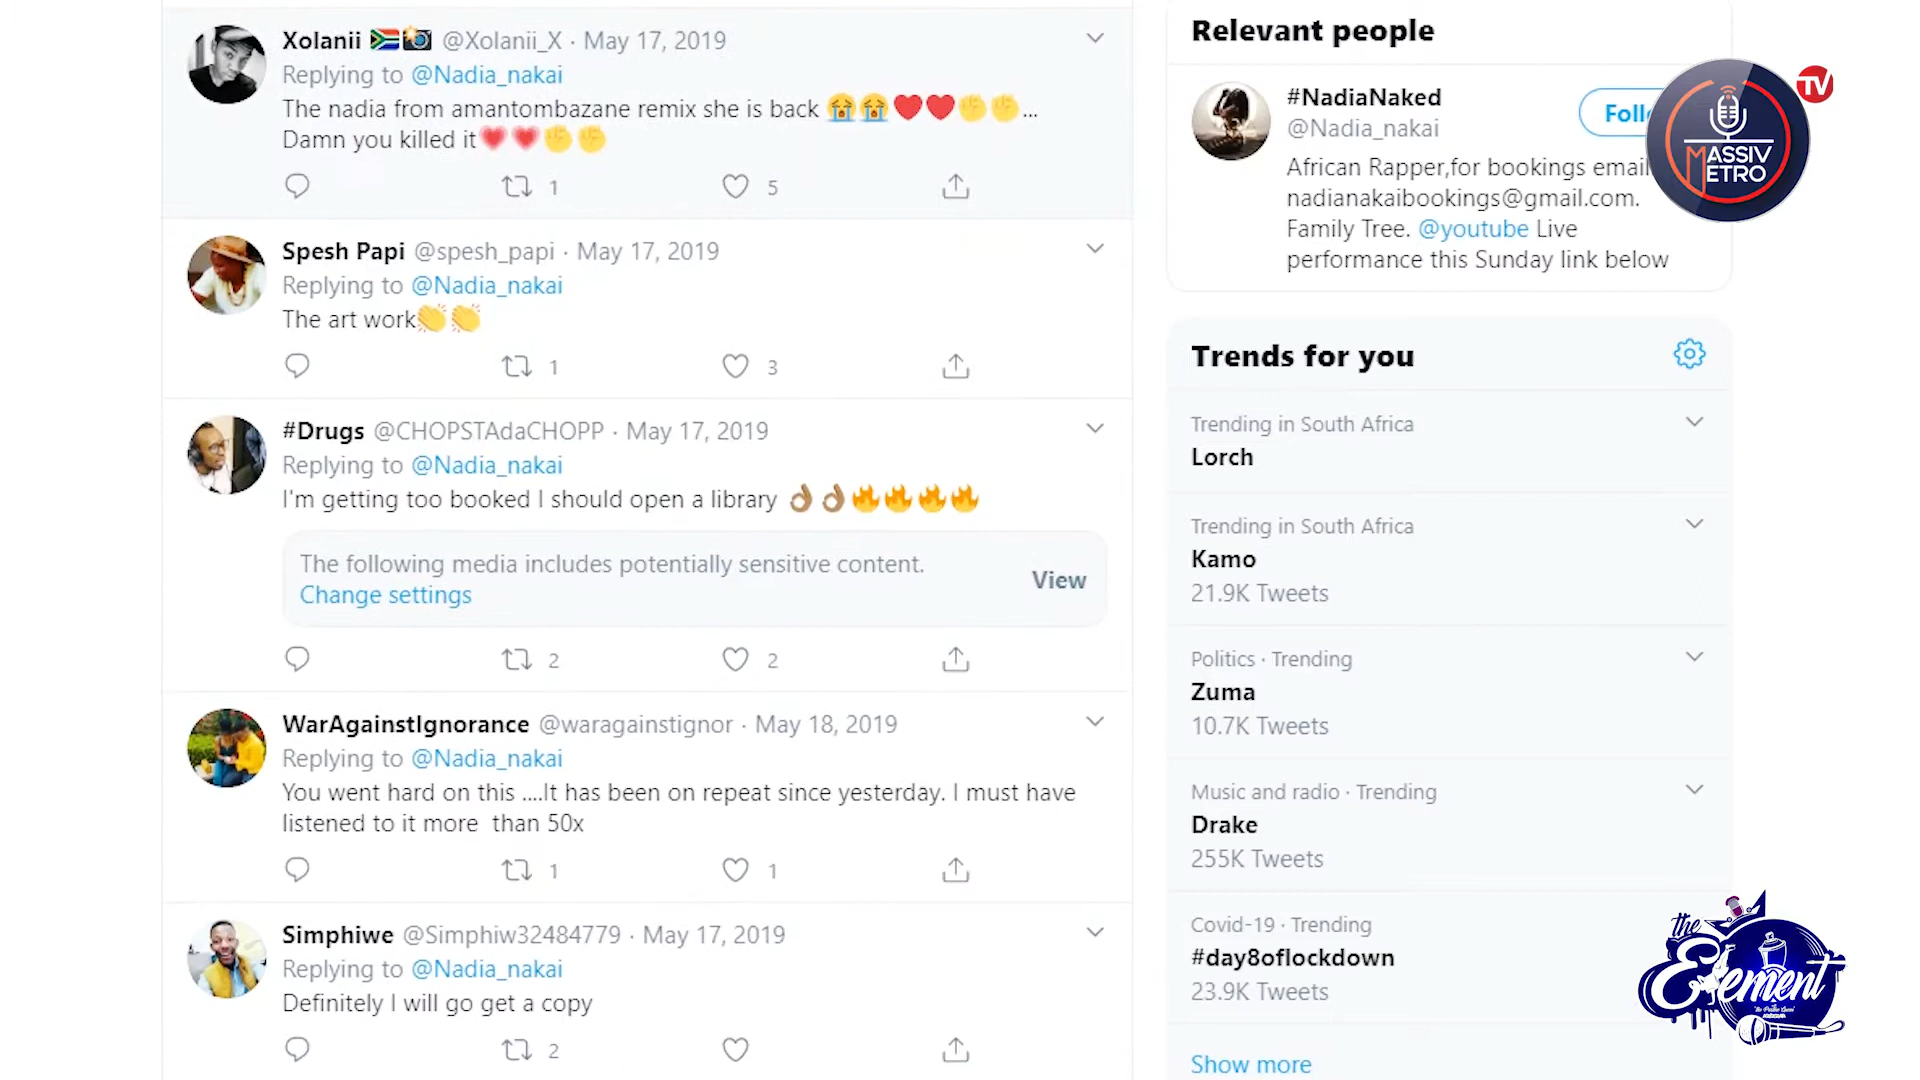 Xolanii 🇿🇦📸 @Xolanii_X · May 17, 2019
Replying to @Nadia_nakai
The nadia from amantombazane remix she is back 😭😭❤️❤️✊✊...
Damn you killed it❤️❤️✊✊
1 5
Spesh Papi @spesh_papi · May 17, 2019
Replying to @Nadia_nakai
The art work👏👏
1 3
#Drugs @CHOPSTAdaCHOPP · May 17, 2019
Replying to @Nadia_nakai
I'm getting too booked I should open a library 👌🏽👌🏽🔥🔥🔥🔥
The following media includes potentially sensitive content.
Change settings
View
2 2
WarAgainstIgnorance @waragainstignor · May 18, 2019
Replying to @Nadia_nakai
You went hard on this ....It has been on repeat since yesterday. I must have
listened to it more than 50x
1 1
Simphiwe @Simphiw32484779 · May 17, 2019
Replying to @Nadia_nakai
Definitely I will go get a copy
2
Relevant people
#NadiaNaked
@Nadia_nakai
Foll
African Rapper,for bookings email
nadianakaibookings@gmail.com.
Family Tree. @youtube Live
performance this Sunday link below
Trends for you
Trending in South Africa
Lorch
Trending in South Africa
Kamo
21.9K Tweets
Politics · Trending
Zuma
10.7K Tweets
Music and radio · Trending
Drake
255K Tweets
Covid-19 · Trending
#day8oflockdown
23.9K Tweets
Show more
MASSIV
METRO
TV
the
Element